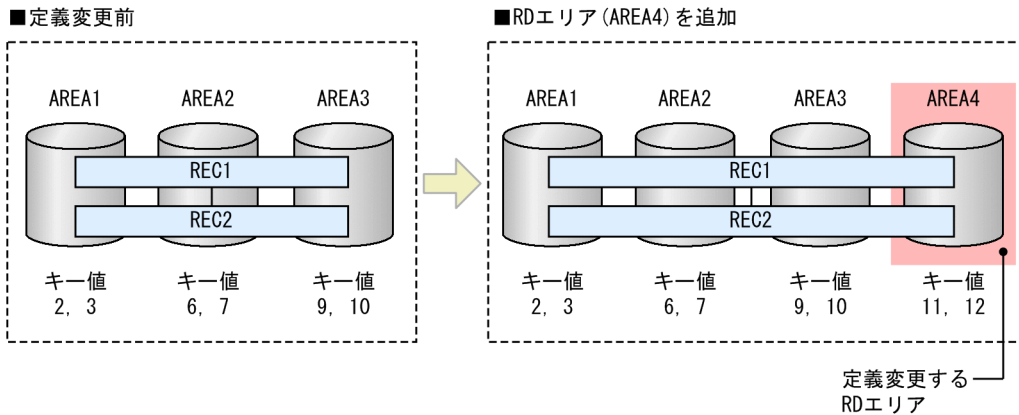 ■定義変更前
AREA1 AREA2 AREA3
REC1
REC2
キー値 キー値 キー値
2, 3 6, 7 9, 10
■RDエリア(AREA4)を追加
AREA1 AREA2 AREA3 AREA4
REC1
REC2
キー値 キー値 キー値 キー値
2, 3 6, 7 9, 10 11, 12
定義変更する
RDエリア